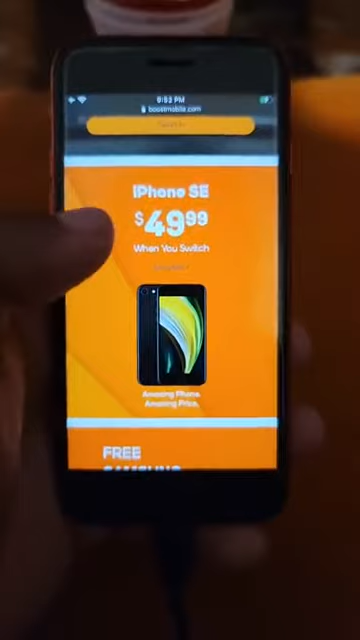 9:53 PM
boostmobile.com
iPhone SE
$49.99
When You Switch
Amazing Phone.
Amazing Price.
FREE
SAMSUNG